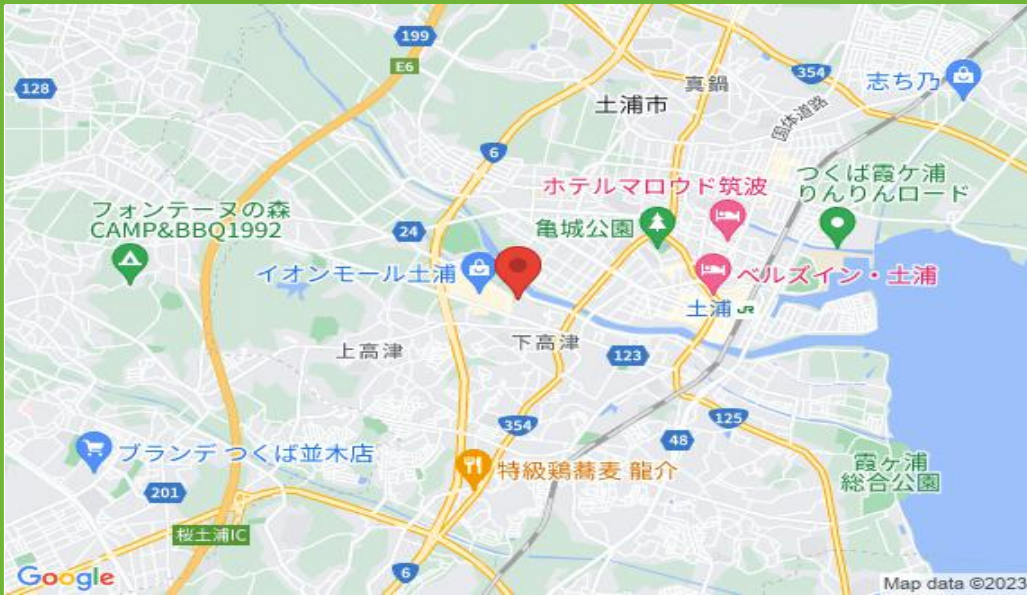 199
E6
128
354
志ち乃
真鍋
土浦市
国体道路
6
つくば霞ケ浦
りんりんロード
ホテルマロウド筑波
フォンテーヌの森
CAMP&BBQ1992
24
亀城公園
イオンモール土浦
ベルズイン・土浦
土浦 JR
上高津
下高津
123
354
125
48
ブランデ つくば並木店
特級鶏蕎麦 龍介
霞ヶ浦
総合公園
201
桜土浦IC
6
Google
Map data ©2023